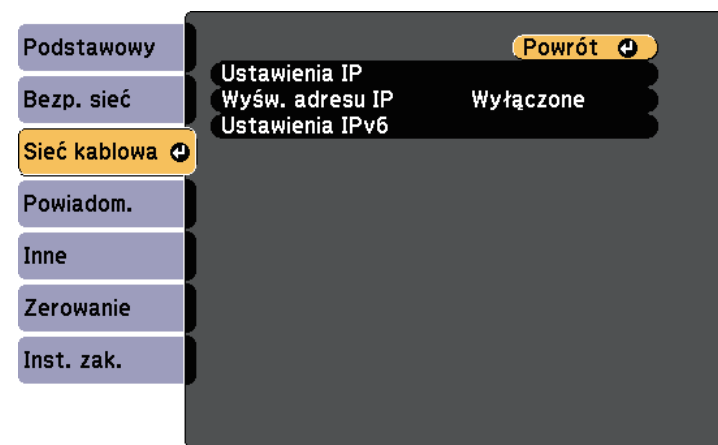 Podstawowy
Bezp. sieć
Sieć kablowa
Powiadom.
Inne
Zerowanie
Inst. zak.
Powrót
Ustawienia IP
Wyśw. adresu IP Wyłączone
Ustawienia IPv6